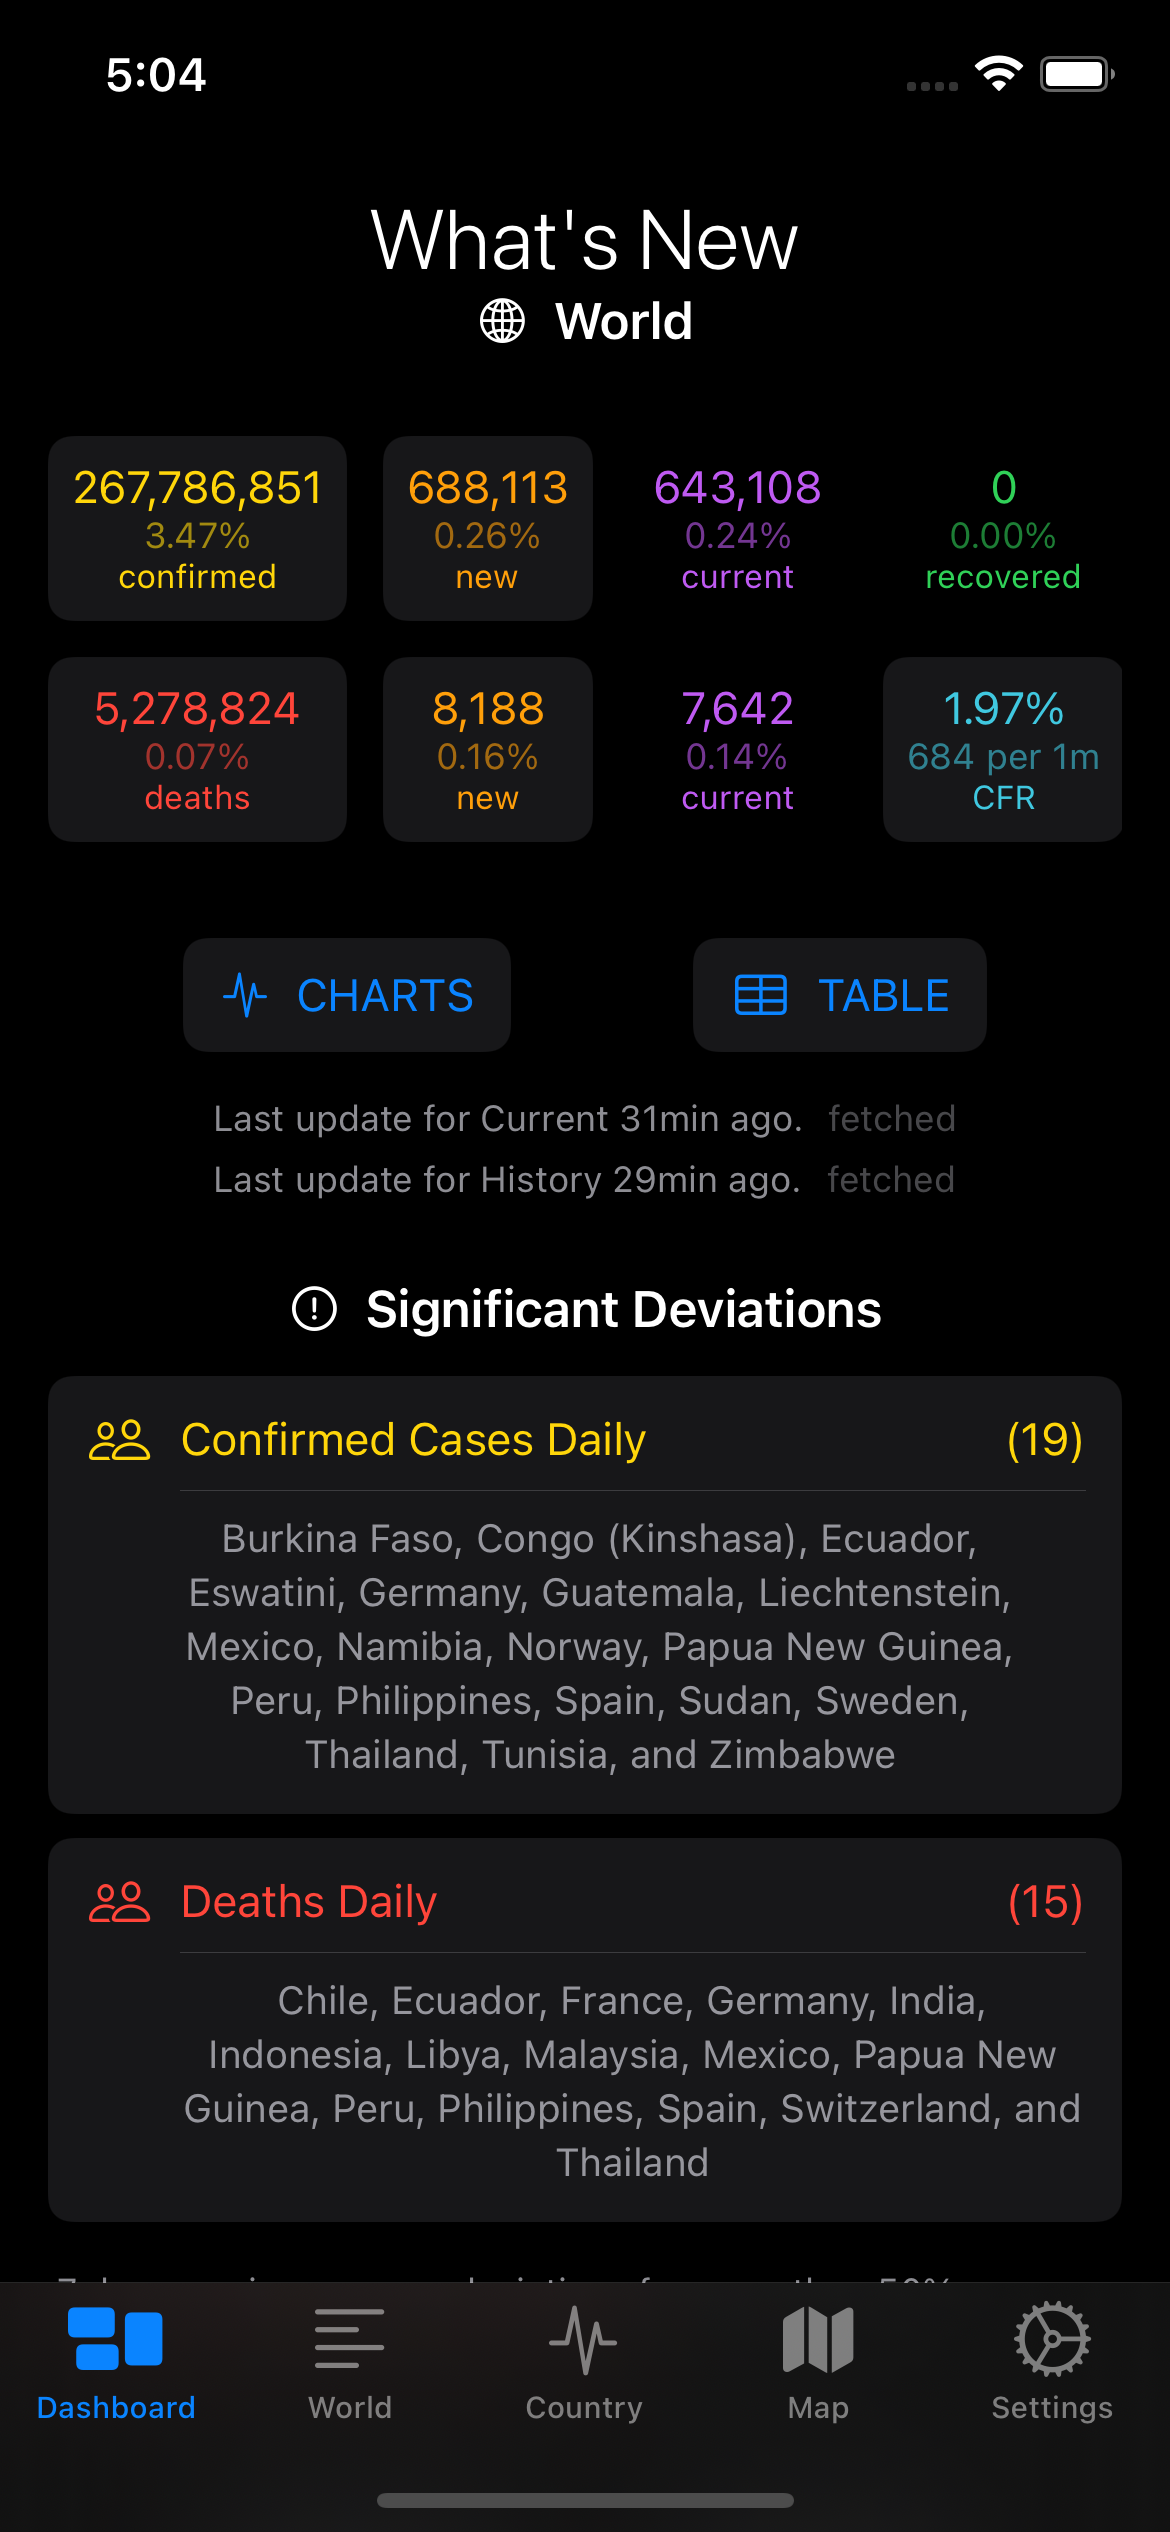 5:04
What's New
World
267,786,851
3.47%
confirmed
688,113
0.26%
new
643,108
0.24%
current
0
0.00%
recovered
5,278,824
0.07%
deaths
8,188
0.16%
new
7,642
0.14%
current
1.97%
684 per 1m
CFR
CHARTS
TABLE
Last update for Current 31min ago. fetched
Last update for History 29min ago. fetched
Significant Deviations
Confirmed Cases Daily (19)
Burkina Faso, Congo (Kinshasa), Ecuador,
Eswatini, Germany, Guatemala, Liechtenstein,
Mexico, Namibia, Norway, Papua New Guinea,
Peru, Philippines, Spain, Sudan, Sweden,
Thailand, Tunisia, and Zimbabwe
Deaths Daily (15)
Chile, Ecuador, France, Germany, India,
Indonesia, Libya, Malaysia, Mexico, Papua New
Guinea, Peru, Philippines, Spain, Switzerland, and
Thailand
Dashboard
World
Country
Map
Settings